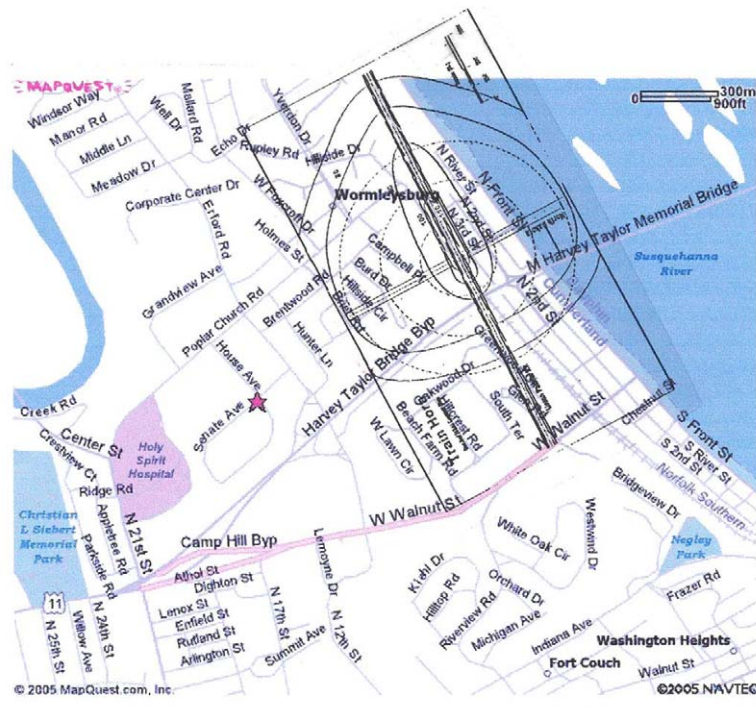 MAPQUEST
300m
900ft
Windsor Way
Manor Rd
Middle Ln
Meadow Dr
Well Dr
Mallard Rd
Echo Dr
Rupley Rd
Yverdon Dr
Hillside Dr
Corporate Center Dr
Erford Rd
W Foxcroft Dr
Wormleysburg
N River St
N Front St
N 2nd St
N 3rd St
M Harvey Taylor Memorial Bridge
Susquehanna
River
Holmes St
Campbell Pl
Burd Dr
Hillside Cir
Grandview Ave
Brentwood Rd
Poplar Church Rd
Hunter Ln
Harvey Taylor Bridge Byp
N 2nd St
Cumberland
House Ave
Senate Ave
Oakwood Dr
Hillcrest Rd
Train Horn
Beach Farm Rd
W Lawn Cir
South Ter
W Walnut St
Chestnut St
S Front St
S River St
S 2nd St
Norfolk Southern
Creek Rd
Center St
Crestview Ct
Ridge Rd
Appletree Rd
Parkside Rd
N 21st St
Holy
Spirit
Hospital
Christian
L Siebert
Memorial
Park
11
N 25th St
Willow Ave
N 24th St
Camp Hill Byp
W Walnut St
Athol St
Dighton St
Lenox St
Enfield St
Rutland St
Arlington St
N 17th St
Summit Ave
Lemoyne Dr
N 12th St
Bridgeview Dr
Westwind Dr
White Oak Cir
Negley
Park
Kiehl Dr
Hilltop Rd
Riverview Rd
Orchard Dr
Michigan Ave
Indiana Ave
Frazer Rd
Washington Heights
Fort Couch
Walnut St
© 2005 MapQuest.com, Inc.
©2005 NAVTEQ